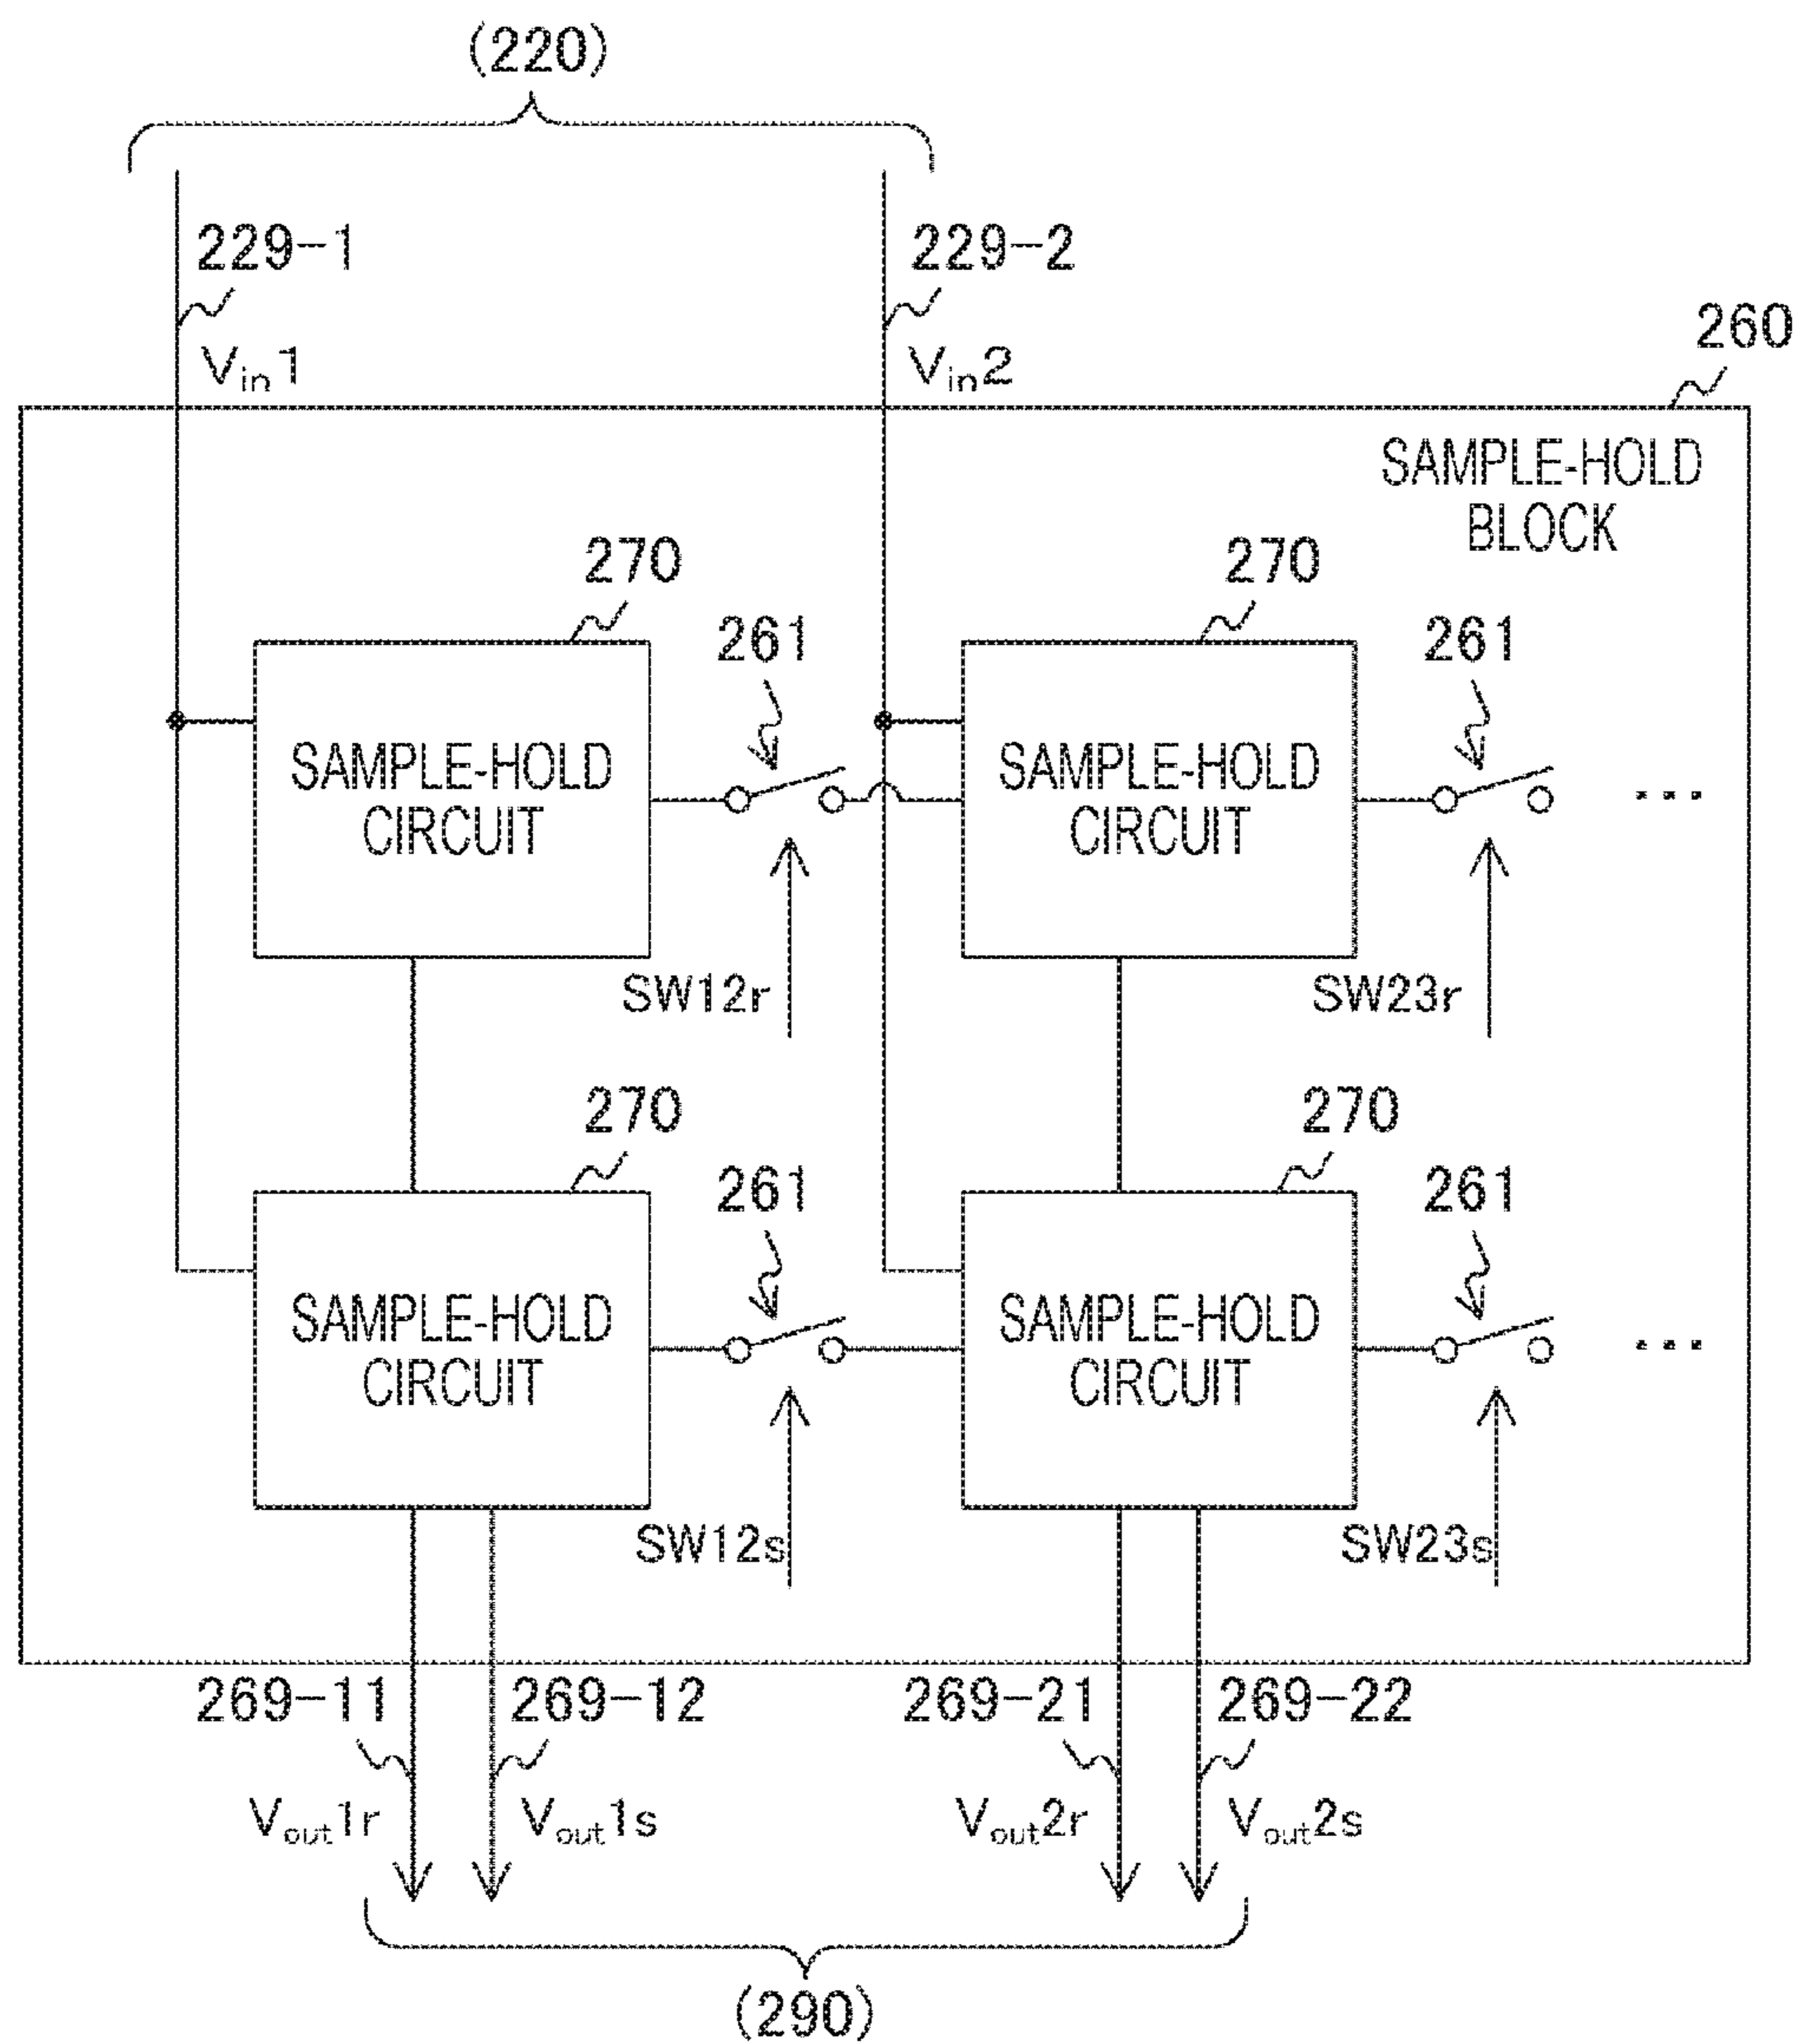 (220)
229-1
229-2
260
Vin1
Vin2
SAMPLE-HOLD
BLOCK
270
270
261
261
SAMPLE-HOLD
CIRCUIT
SAMPLE-HOLD
CIRCUIT
...
SW12r
SW23r
270
270
261
261
SAMPLE-HOLD
CIRCUIT
SAMPLE-HOLD
CIRCUIT
...
SW12s
SW23s
269-11
269-12
269-21
269-22
Vout1r
Vout1s
Vout2r
Vout2s
(290)